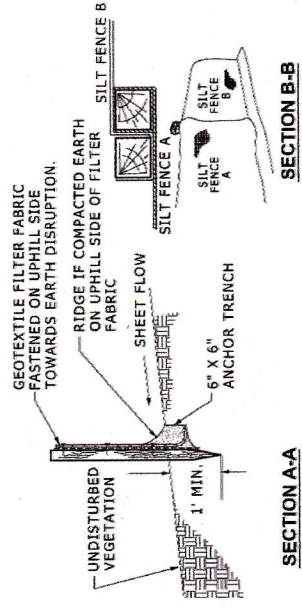 GEOTEXTILE FILTER FABRIC
FASTENED ON UPHILL SIDE
TOWARDS EARTH DISRUPTION.
RIDGE IF COMPACTED EARTH
ON UPHILL SIDE OF FILTER
FABRIC
UNDISTURBED
VEGETATION
SHEET FLOW
6" X 6"
ANCHOR TRENCH
1' MIN.
SECTION A-A
SILT FENCE B
SILT FENCE A
SILT
FENCE
A
SILT
FENCE
B
SECTION B-B